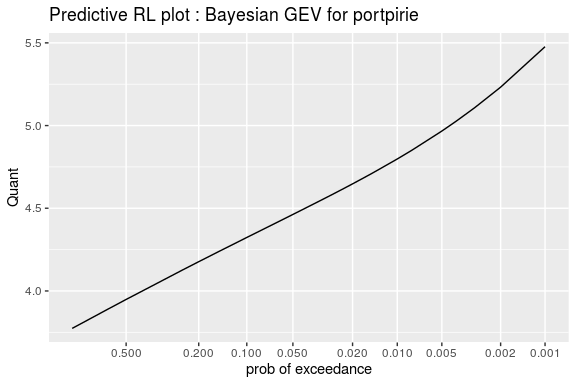 Predictive RL plot : Bayesian GEV for portpirie
5.5
5.0
4.5
4.0
Quant
0.500 0.200 0.100 0.050 0.020 0.010 0.005 0.002 0.001
prob of exceedance